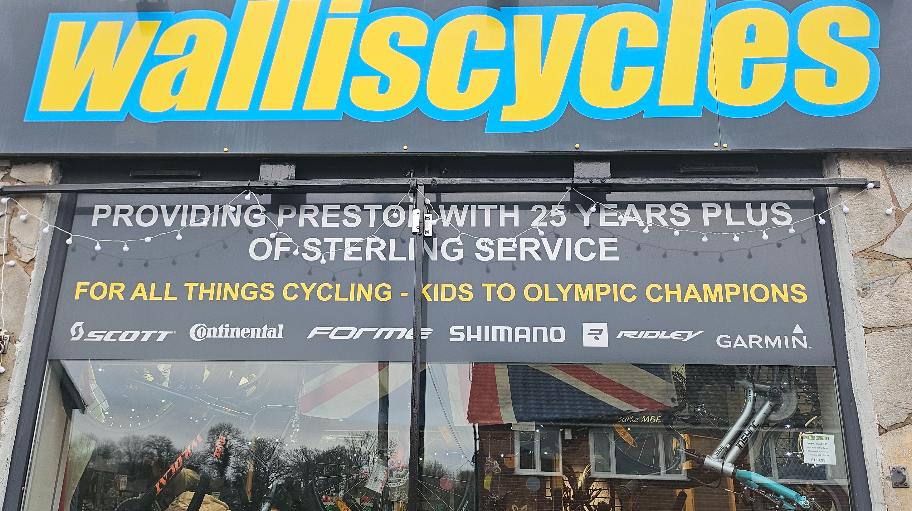 walliscycles
PROVIDING PRESTON WITH 25 YEARS PLUS
OF STERLING SERVICE
FOR ALL THINGS CYCLING - KIDS TO OLYMPIC CHAMPIONS
SCOTT Continental FORME SHIMANO R RIDLEY GARMIN